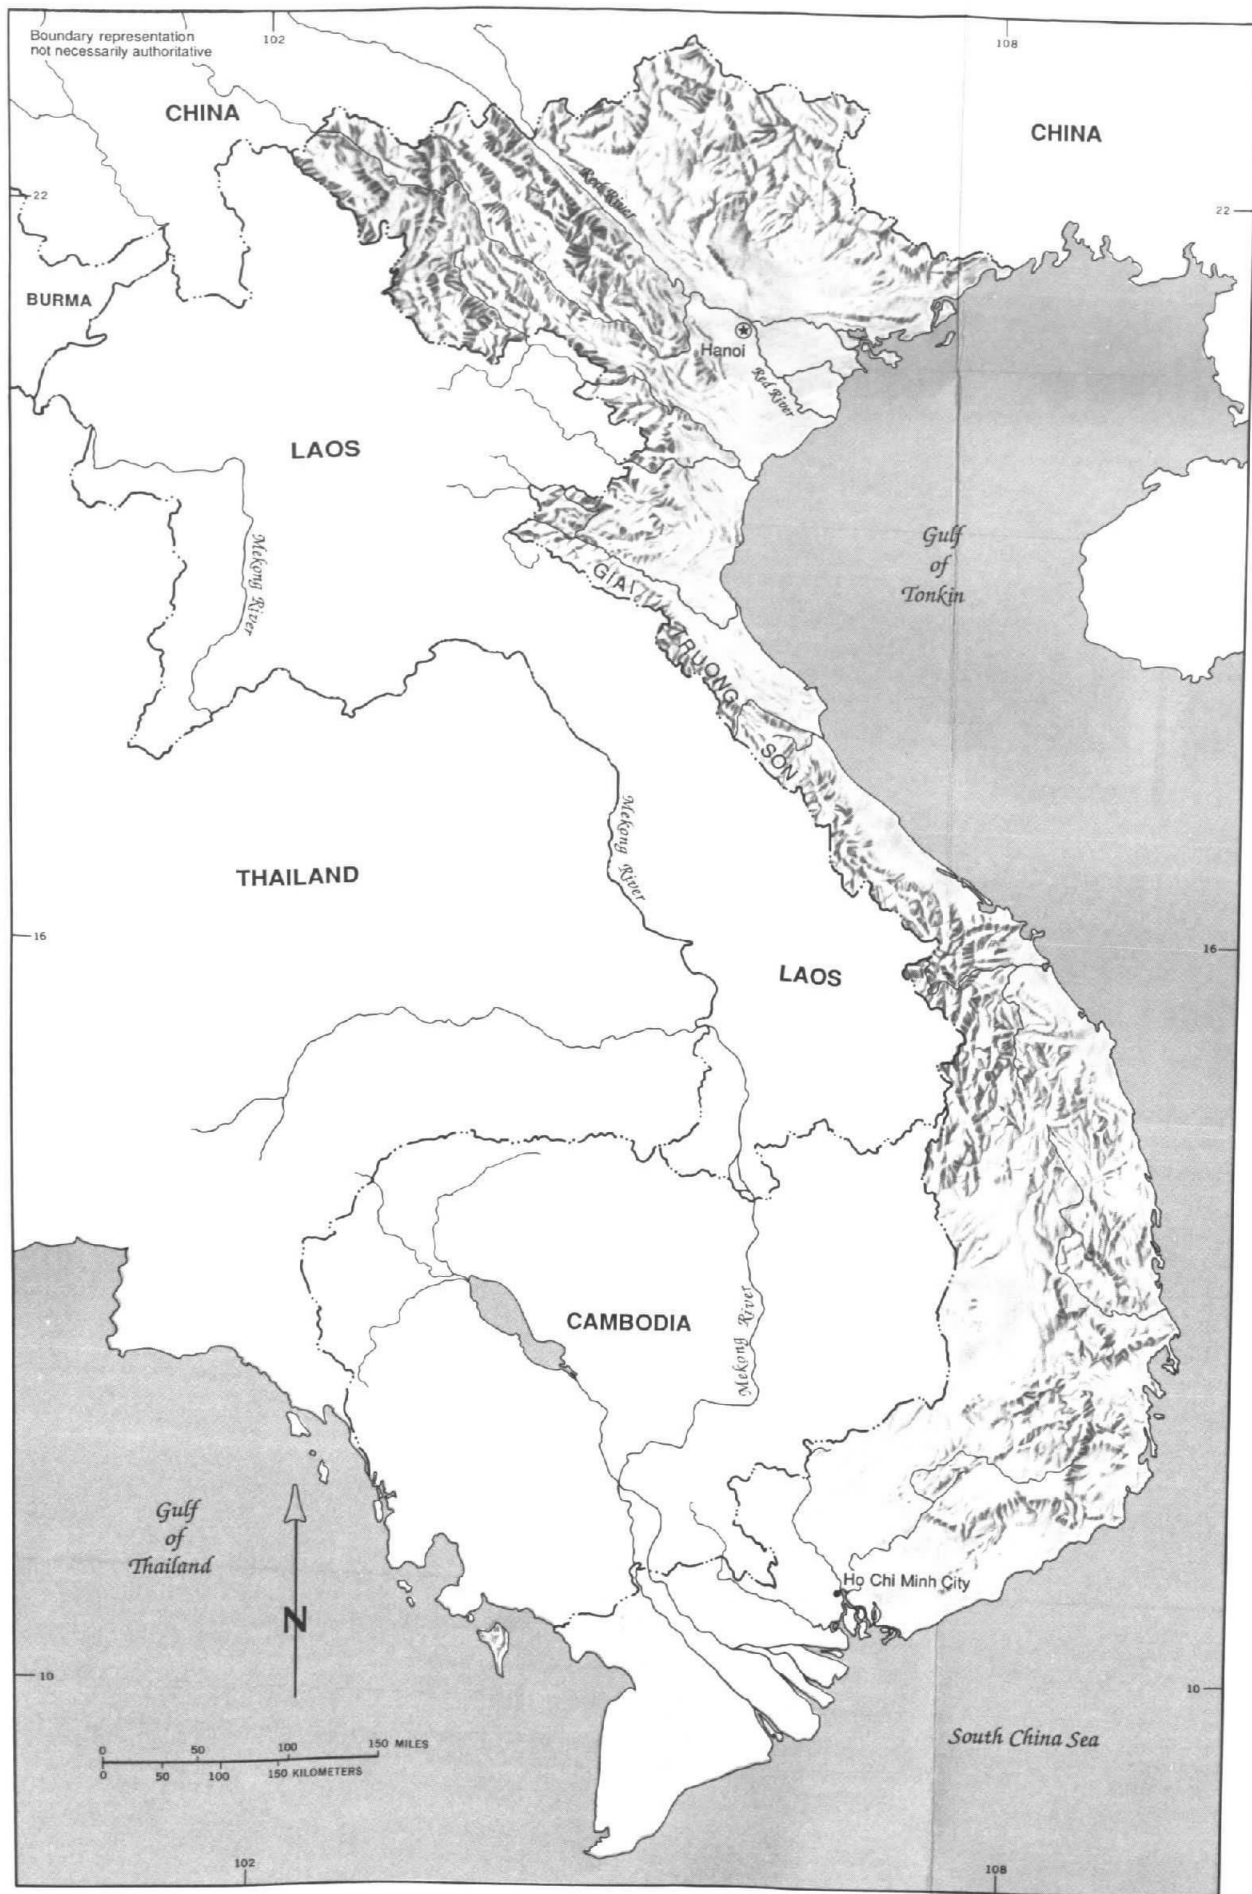 Boundary representation
not necessarily authoritative
102
108
CHINA
CHINA
22
22
Red River
BURMA
Hanoi
Red River
LAOS
Mekong River
Gulf
of
Tonkin
GIAI
TRUONG
SON
Mekong River
THAILAND
16
16
LAOS
CAMBODIA
Mekong River
Gulf
of
Thailand
N
Ho Chi Minh City
10
10
South China Sea
0 50 100 150 MILES
0 50 100 150 KILOMETERS
102
108